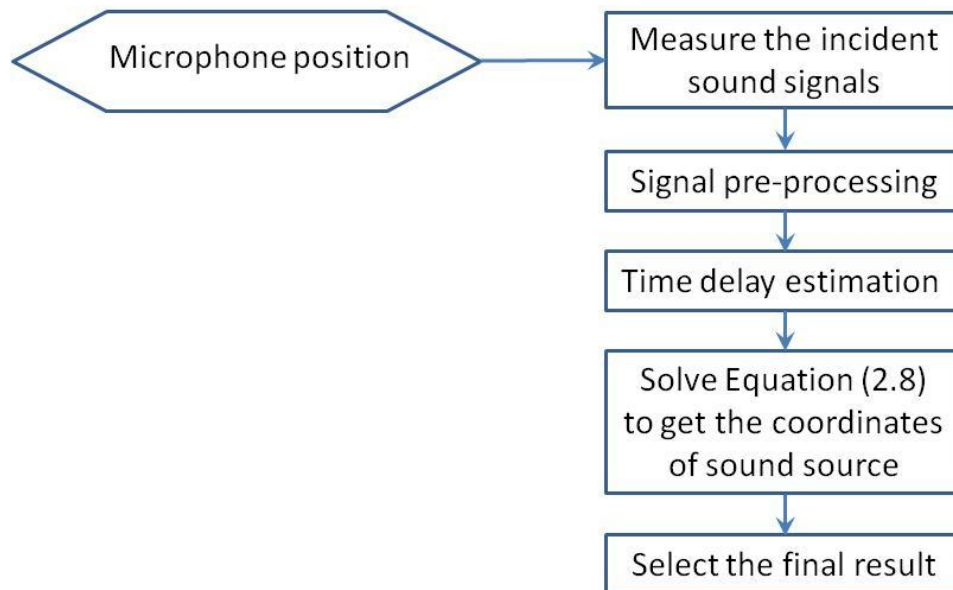 Microphone position
Measure the incident
sound signals
Signal pre-processing
Time delay estimation
Solve Equation (2.8)
to get the coordinates
of sound source
Select the final result